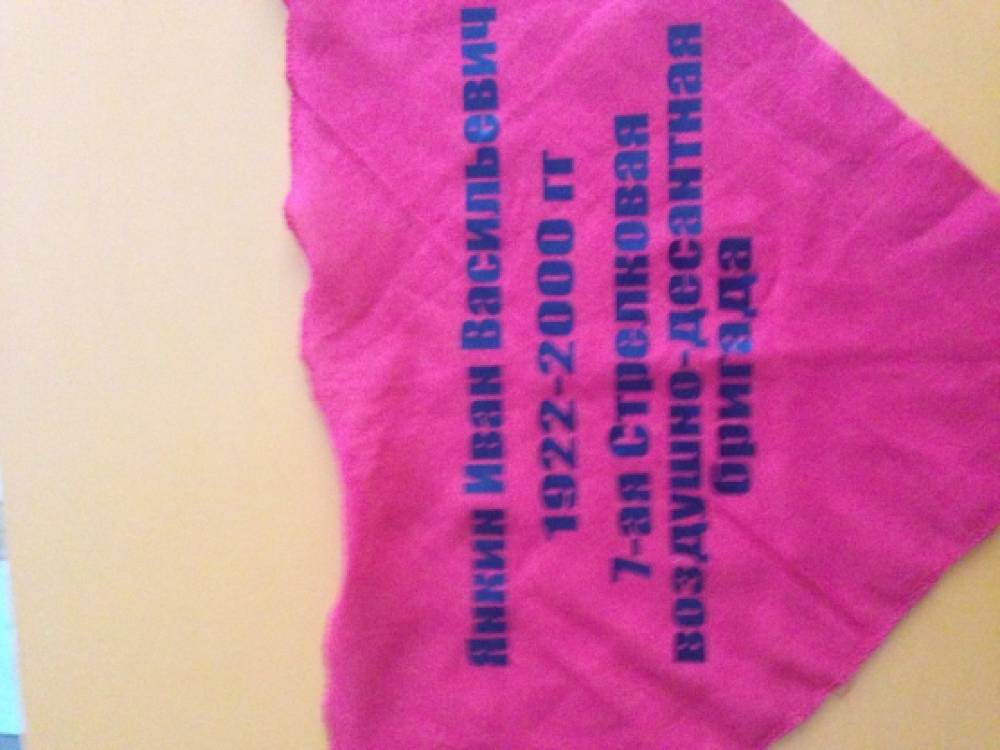 Янкин Иван Васильевич
1922-2000 гг
7-ая Стрелковая
воздушно-десантная
бригада